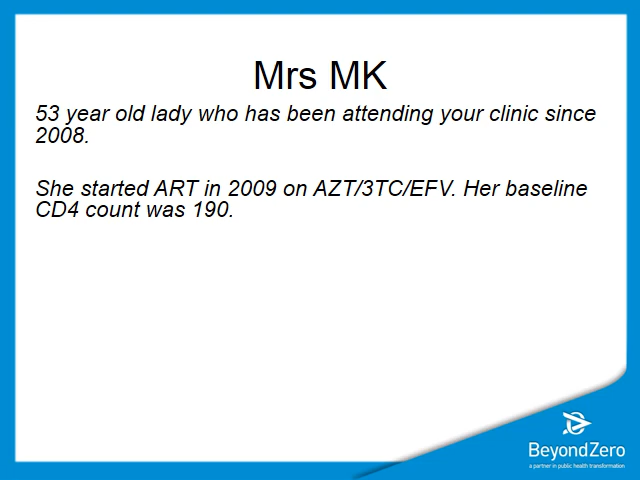 Mrs MK
53 year old lady who has been attending your clinic since
2008.
She started ART in 2009 on AZT/3TC/EFV. Her baseline
CD4 count was 190.
BeyondZero
a partner in public health transformation